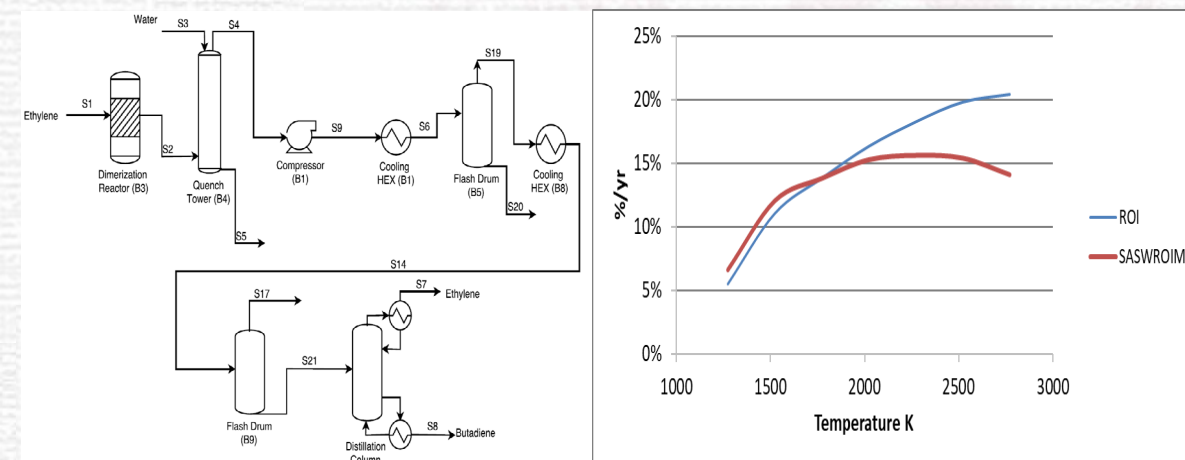 Water
S3
S4
Ethylene
S1
S2
Dimerization
Reactor (B3)
Quench
Tower (B4)
S5
S9
Compressor
(B1)
Cooling
HEX (B1)
S6
S19
Flash Drum
(B5)
S20
Cooling
HEX (B8)
S14
S17
Flash Drum
(B9)
S21
S7
Ethylene
S8
Butadiene
Distillation
Column
25%
20%
15%
10%
5%
0%
%/yr
1000 1500 2000 2500 3000
Temperature K
ROI
SASWROIM